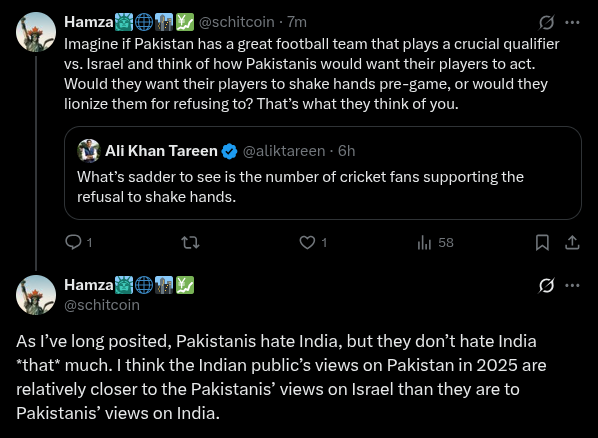 Hamza🗽🌐🏙️💹 @schitcoin · 7m
Imagine if Pakistan has a great football team that plays a crucial qualifier
vs. Israel and think of how Pakistanis would want their players to act.
Would they want their players to shake hands pre-game, or would they
lionize them for refusing to? That’s what they think of you.
Ali Khan Tareen @aliktareen · 6h
What’s sadder to see is the number of cricket fans supporting the
refusal to shake hands.
1 1 58
Hamza🗽🌐🏙️💹
@schitcoin
As I’ve long posited, Pakistanis hate India, but they don’t hate India
*that* much. I think the Indian public’s views on Pakistan in 2025 are
relatively closer to the Pakistanis’ views on Israel than they are to
Pakistanis’ views on India.